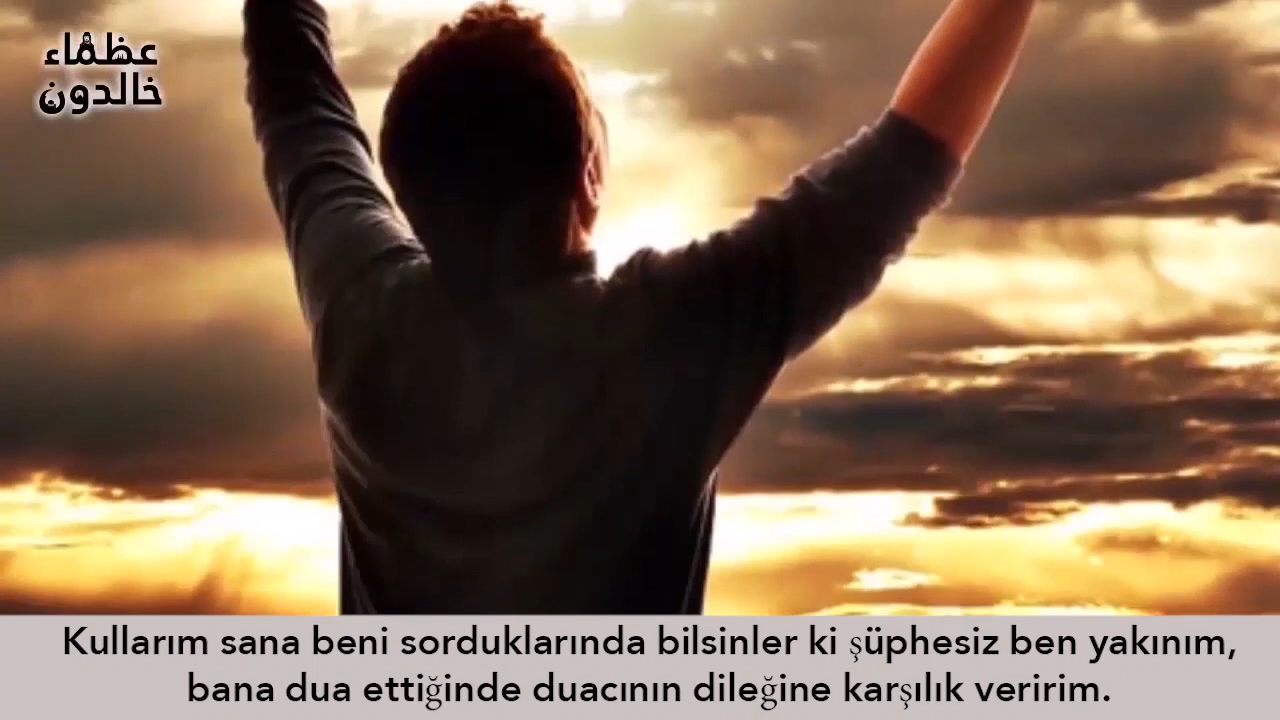 عظماء
خالدون
Kullarım sana beni sorduklarında bilsinler ki şüphesiz ben yakınım,
bana dua ettiğinde duacının dileğine karşılık veririm.